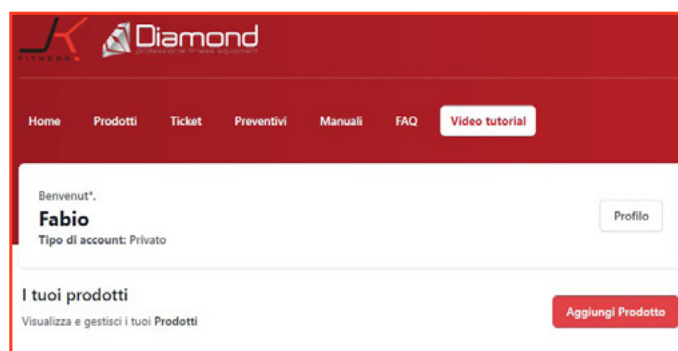 JK
FITNESS
Diamond
professional fitness equipment
Home Prodotti Ticket Preventivi Manuali FAQ Video tutorial
Benvenut*,
Fabio
Profilo
Tipo di account: Privato
I tuoi prodotti
Aggiungi Prodotto
Visualizza e gestisci i tuoi Prodotti